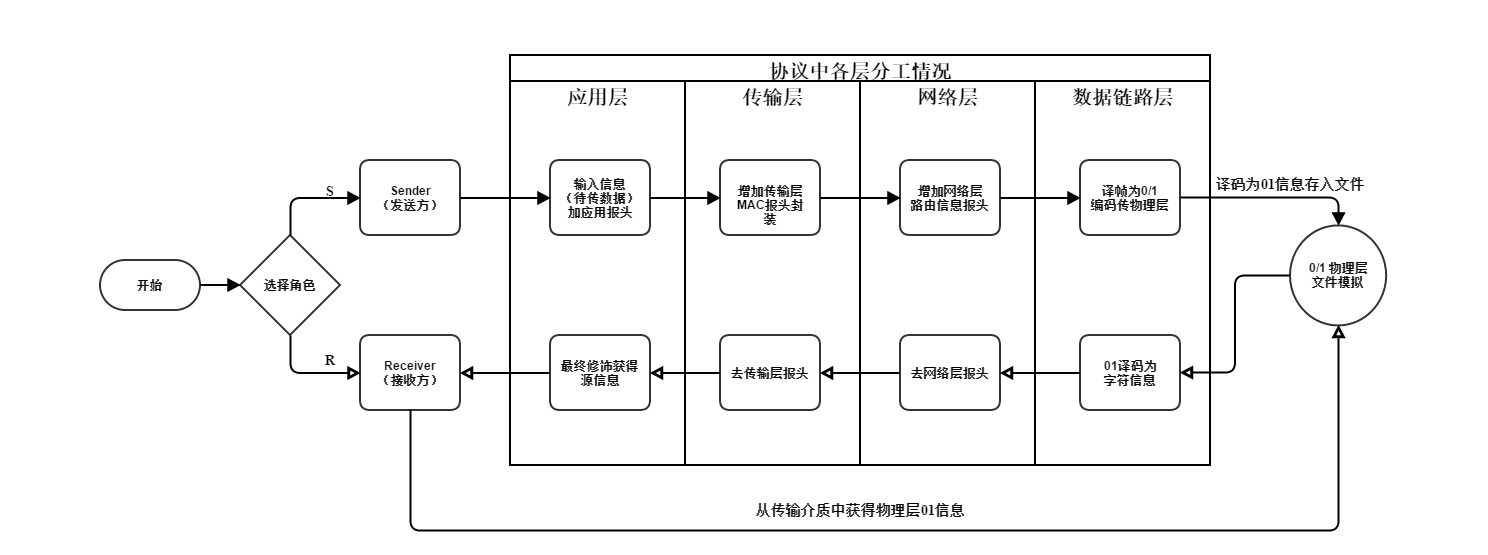 协议中各层分工情况
应用层
传输层
网络层
数据链路层
S
Sender
（发送方）
输入信息
（待传数据）
加应用报头
增加传输层
MAC报头封
装
增加网络层
路由信息报头
译帧为0/1
编码传物理层
译码为01信息存入文件
开始
选择角色
0/1 物理层
文件模拟
R
Receiver
（接收方）
最终修饰获得
源信息
去传输层报头
去网络层报头
01译码为
字符信息
从传输介质中获得物理层01信息